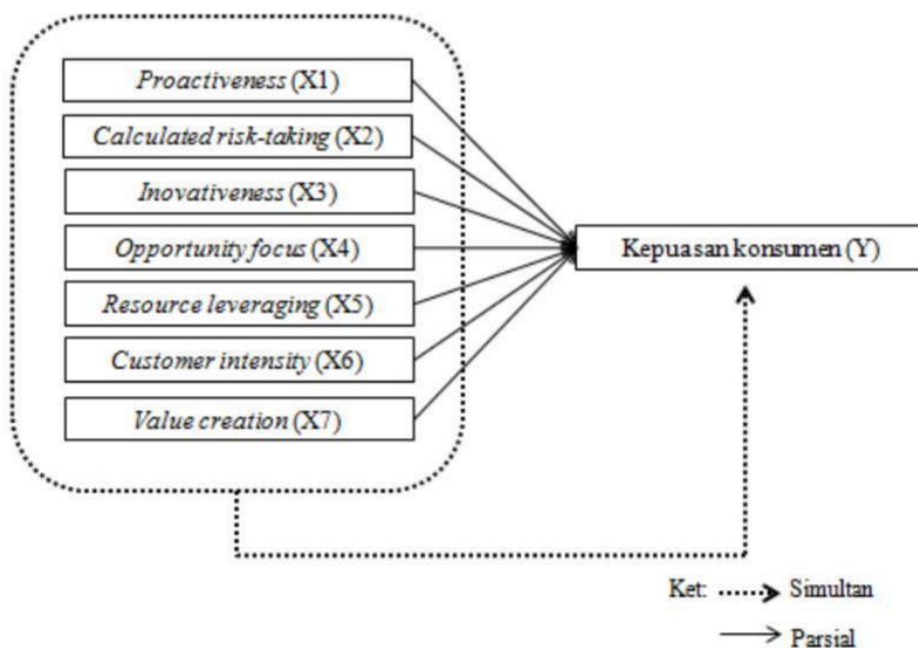 Proactiveness (X1)
Calculated risk-taking (X2)
Inovativeness (X3)
Opportunity focus (X4)
Resource leveraging (X5)
Customer intensity (X6)
Value creation (X7)
Kepuasan konsumen (Y)
Ket: Simultan
Parsial